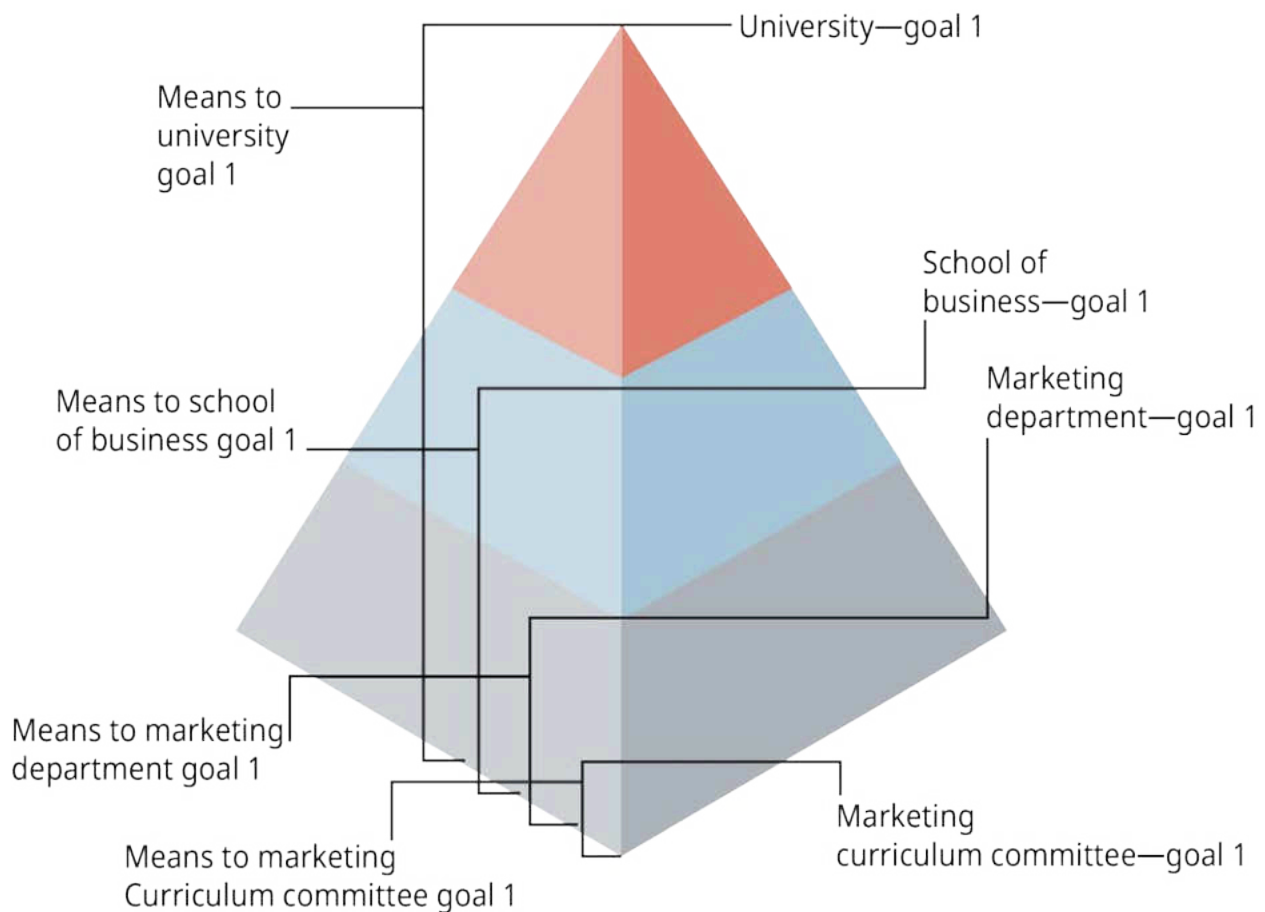 University—goal 1
Means to
university
goal 1
School of
business—goal 1
Marketing
department—goal 1
Means to school
of business goal 1
Means to marketing
department goal 1
Marketing
curriculum committee—goal 1
Means to marketing
Curriculum committee goal 1